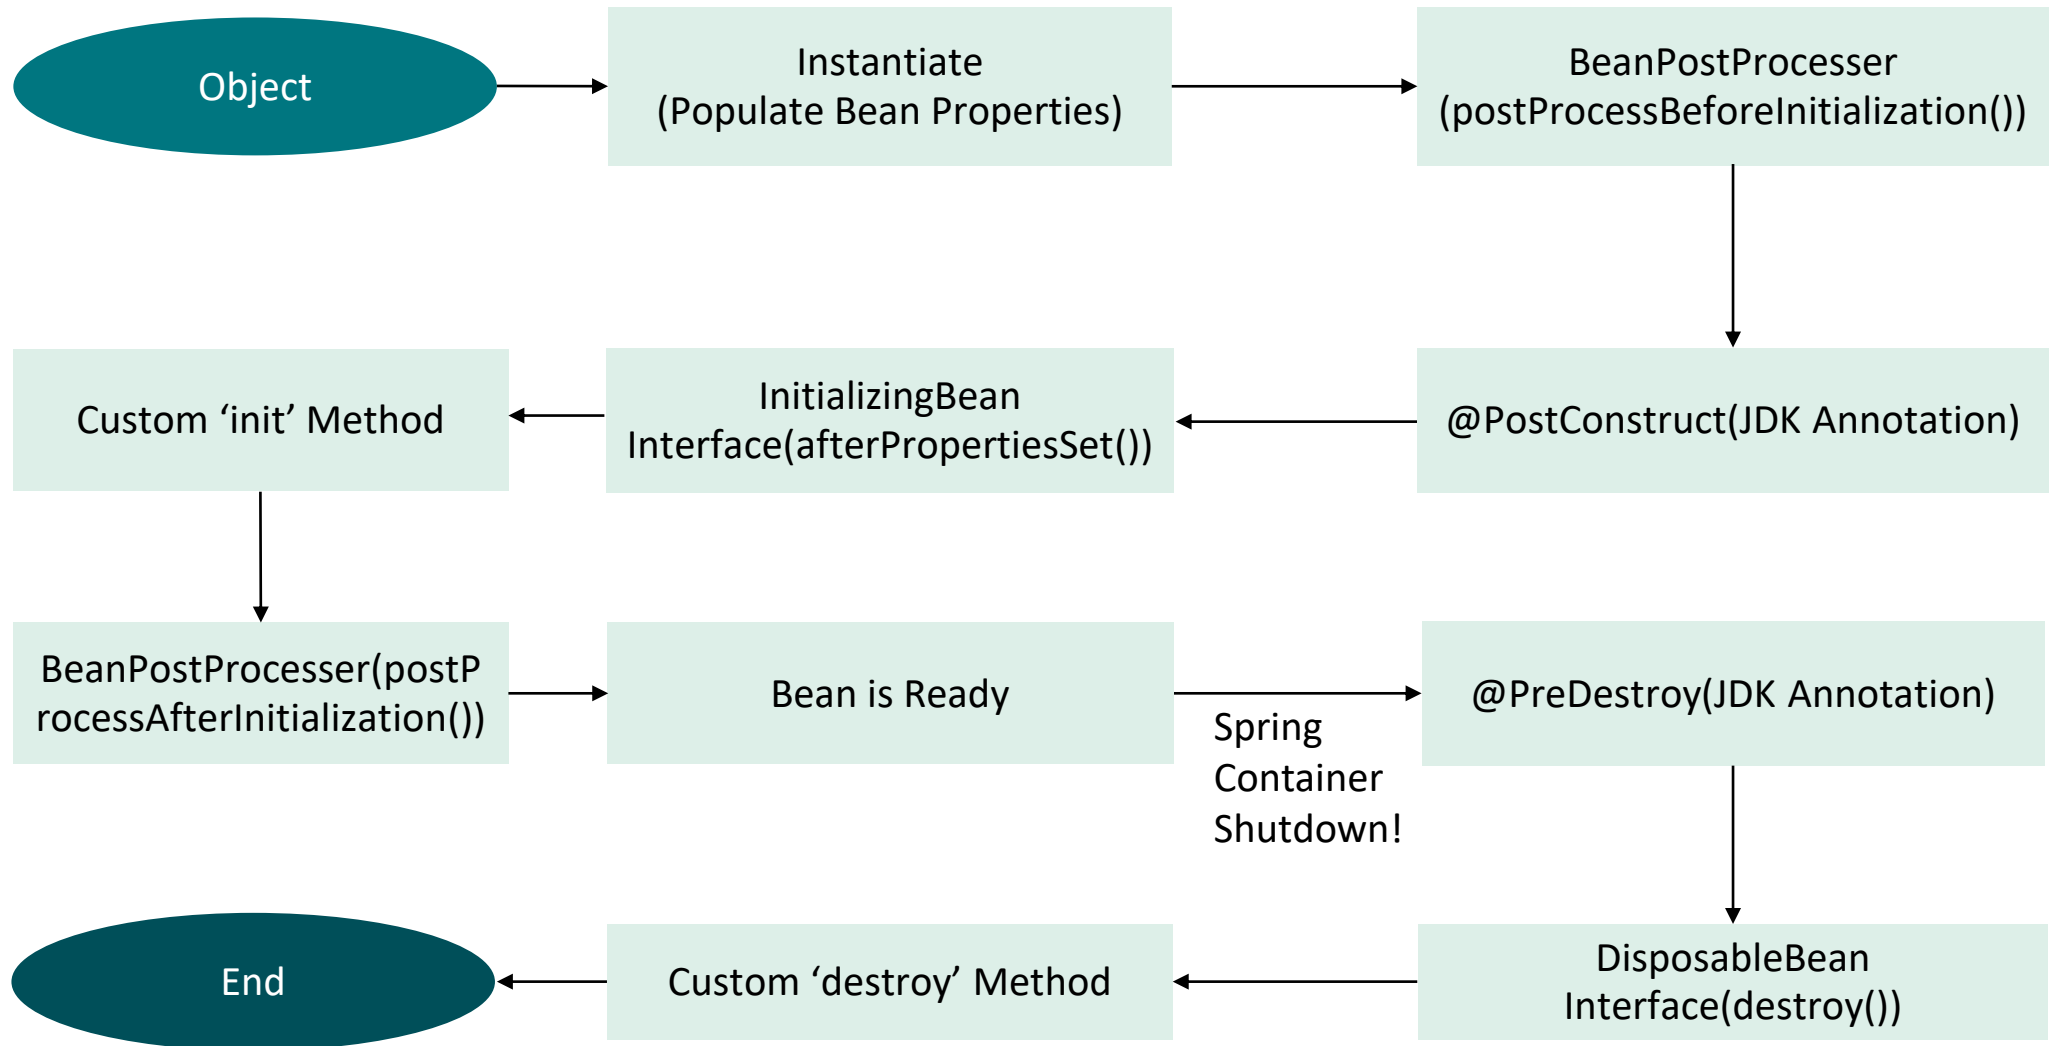 Object
Instantiate
(Populate Bean Properties)
BeanPostProcesser
(postProcessBeforeInitialization())
@PostConstruct(JDK Annotation)
InitializingBean
Interface(afterPropertiesSet())
Custom ‘init’ Method
BeanPostProcesser(postP
rocessAfterInitialization())
Bean is Ready
Spring
Container
Shutdown!
@PreDestroy(JDK Annotation)
DisposableBean
Interface(destroy())
Custom ‘destroy’ Method
End